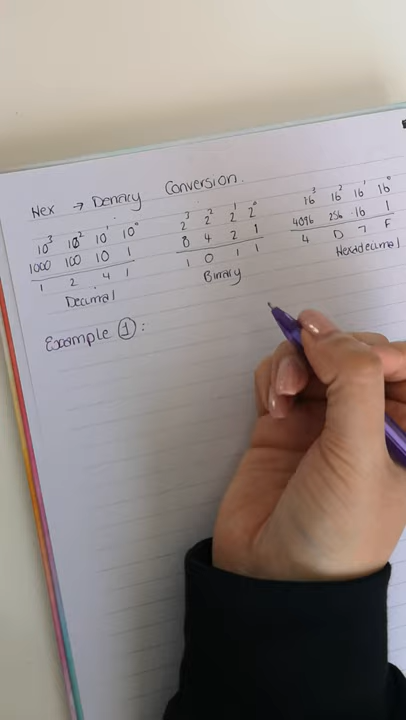 Hex → Denary Conversion.
10³ 10² 10¹ 10⁰
1000 100 10 1
1 2 4 1
Decimal
2³ 2² 2¹ 2⁰
8 4 2 1
1 0 1 1
Binary
16³ 16² 16¹ 16⁰
4096 256 16 1
4 D 7 F
Hexadecimal
Example ①: